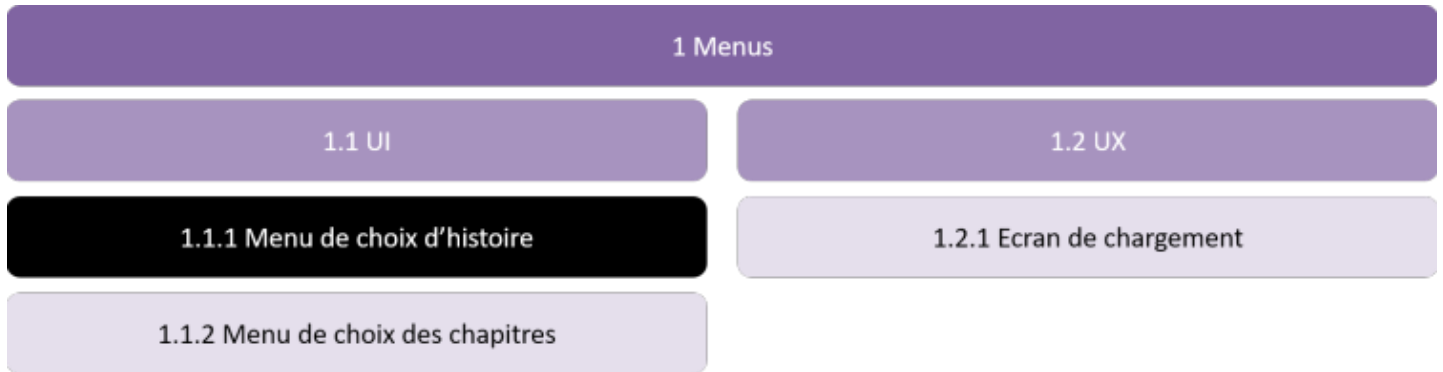 1 Menus
1.1 UI
1.2 UX
1.1.1 Menu de choix d’histoire
1.2.1 Ecran de chargement
1.1.2 Menu de choix des chapitres